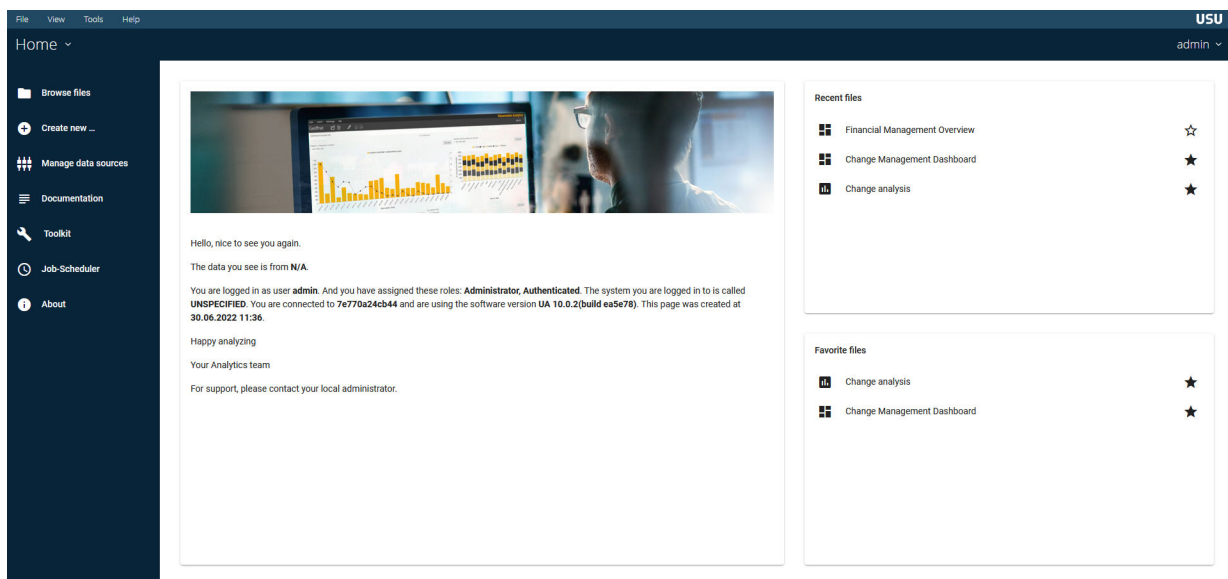 File View Tools Help
USU
Home
admin
Browse files
Create new ...
Manage data sources
Documentation
Toolkit
Job-Scheduler
About
Hello, nice to see you again.
The data you see is from N/A.
You are logged in as user admin. And you have assigned these roles: Administrator, Authenticated. The system you are logged in to is called
UNSPECIFIED. You are connected to 7e770a24cb44 and are using the software version UA 10.0.2(build ea5e78). This page was created at
30.06.2022 11:36.
Happy analyzing
Your Analytics team
For support, please contact your local administrator.
Recent files
Financial Management Overview
Change Management Dashboard
Change analysis
Favorite files
Change analysis
Change Management Dashboard